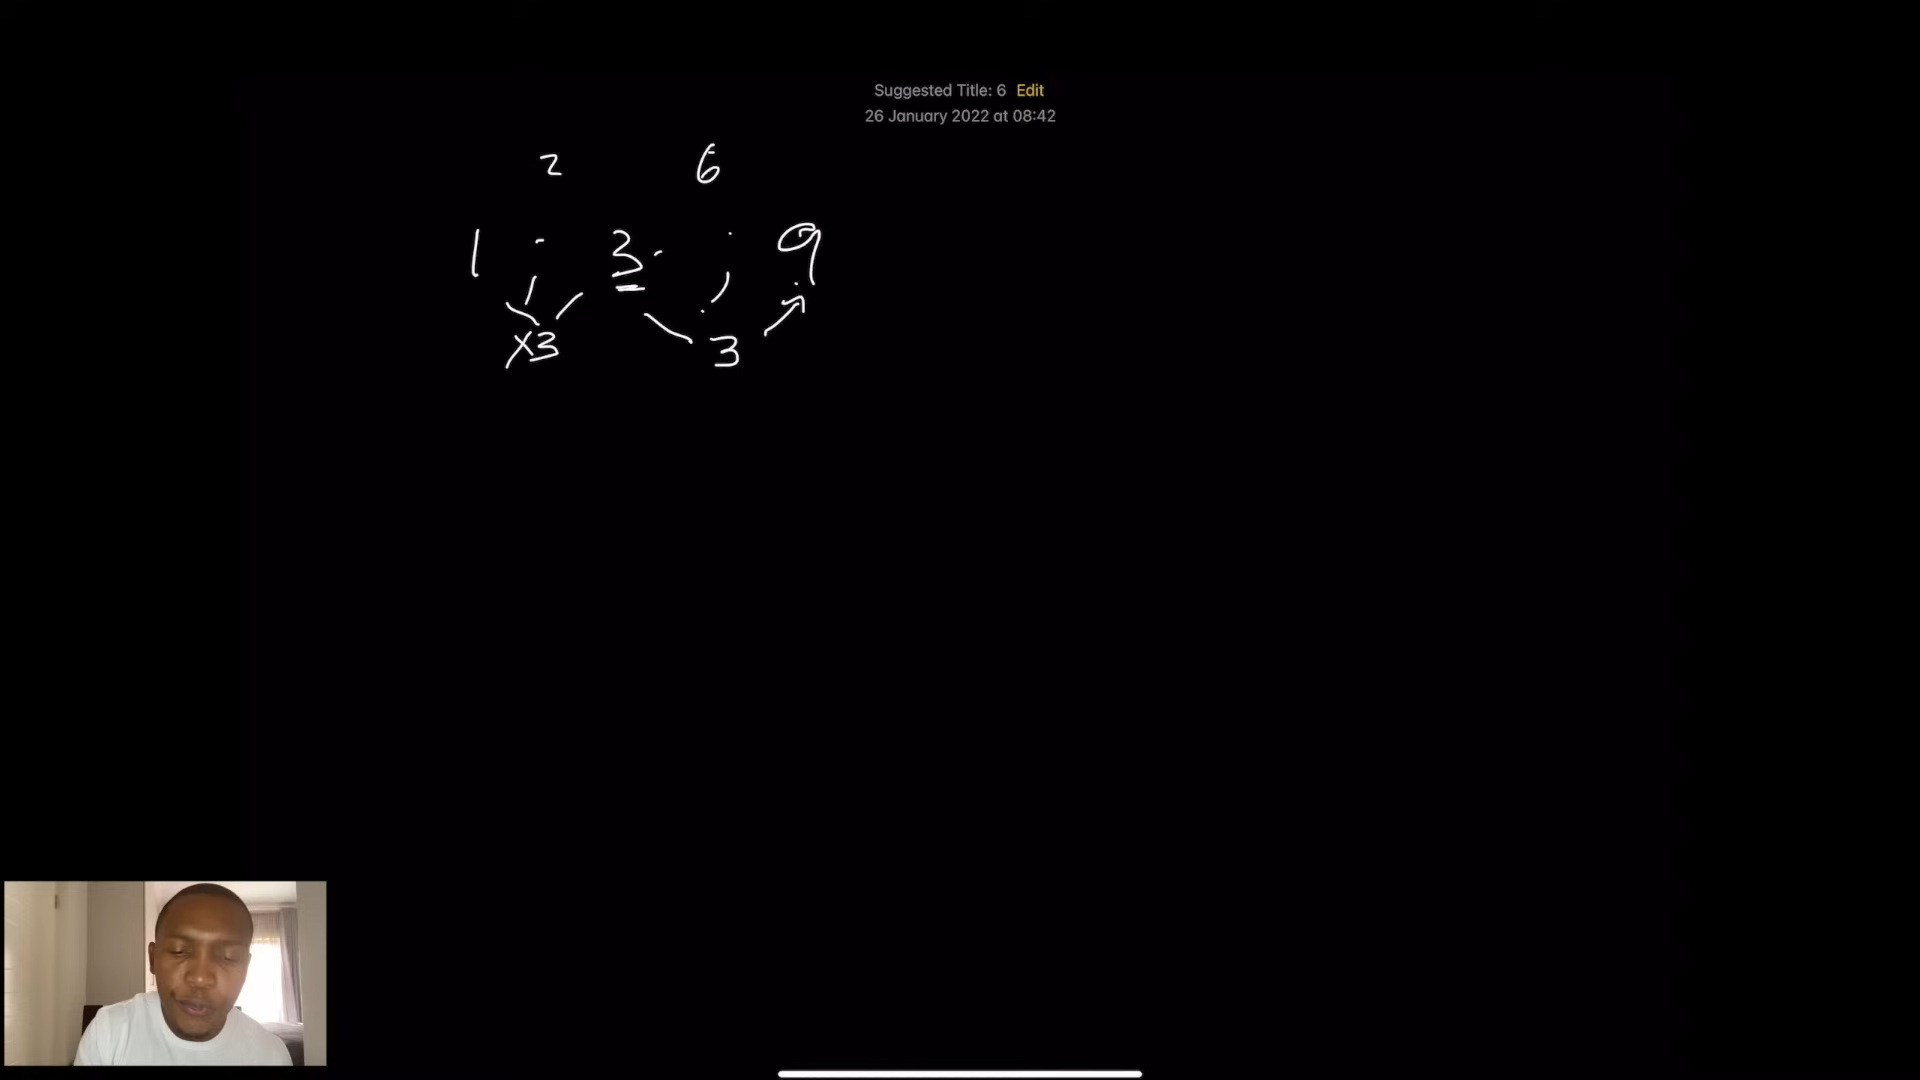 Suggested Title: 6 Edit
26 January 2022 at 08:42
2 6
1 3 9
x3 3